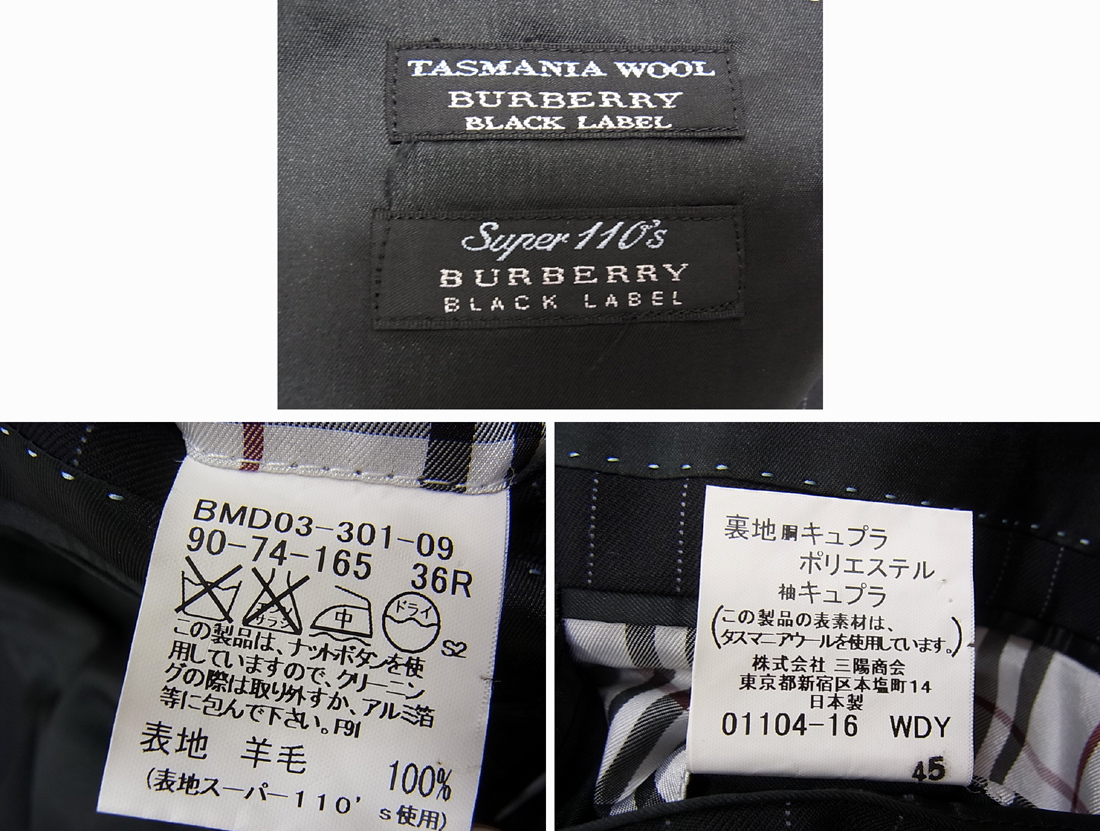 TASMANIA WOOL
BURBERRY
BLACK LABEL
Super 110's
BURBERRY
BLACK LABEL
BMD03-301-09
90-74-165 36R
エンソサラシ 中 ドライ S2
この製品は、ナットボタンを使
用していますので、クリーニン
グの際は取り外すか、アルミ箔
等に包んで下さい。F91
表地 羊毛 100%
(表地スーパー110's使用)
裏地 胴 キュプラ
ポリエステル
袖 キュプラ
(この製品の表素材は、
タスマニアウールを使用しています。)
株式会社 三陽商会
東京都新宿区本塩町14
日本製
01104-16 WDY
45